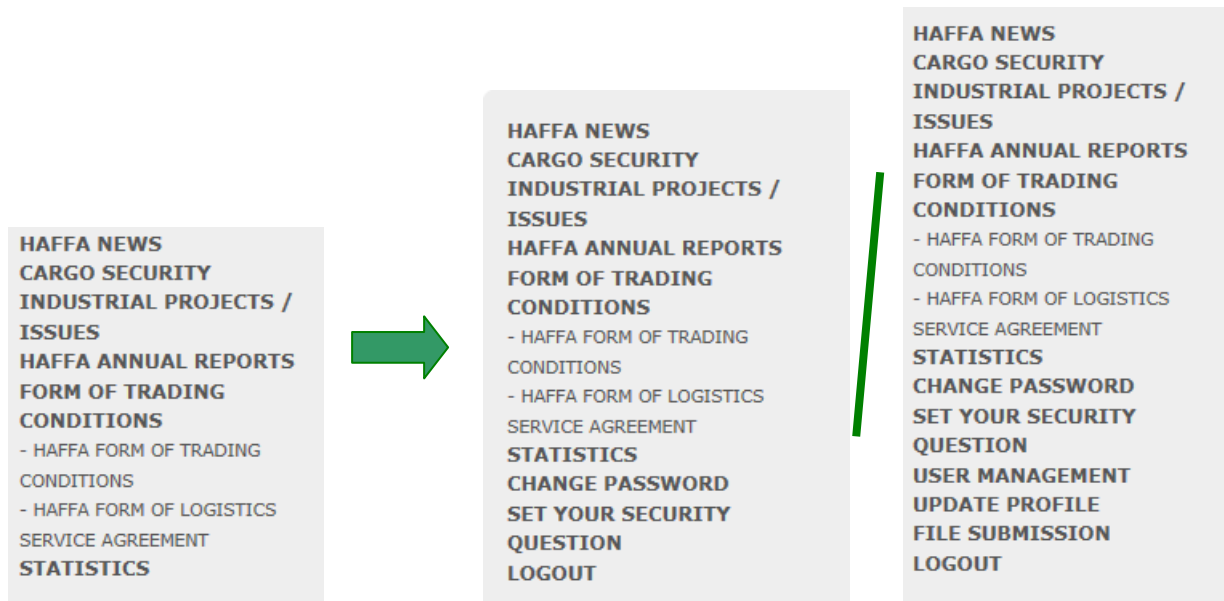 HAFFA NEWS
CARGO SECURITY
INDUSTRIAL PROJECTS /
ISSUES
HAFFA ANNUAL REPORTS
FORM OF TRADING
CONDITIONS
- HAFFA FORM OF TRADING
CONDITIONS
- HAFFA FORM OF LOGISTICS
SERVICE AGREEMENT
STATISTICS
HAFFA NEWS
CARGO SECURITY
INDUSTRIAL PROJECTS /
ISSUES
HAFFA ANNUAL REPORTS
FORM OF TRADING
CONDITIONS
- HAFFA FORM OF TRADING
CONDITIONS
- HAFFA FORM OF LOGISTICS
SERVICE AGREEMENT
STATISTICS
CHANGE PASSWORD
SET YOUR SECURITY
QUESTION
LOGOUT
HAFFA NEWS
CARGO SECURITY
INDUSTRIAL PROJECTS /
ISSUES
HAFFA ANNUAL REPORTS
FORM OF TRADING
CONDITIONS
- HAFFA FORM OF TRADING
CONDITIONS
- HAFFA FORM OF LOGISTICS
SERVICE AGREEMENT
STATISTICS
CHANGE PASSWORD
SET YOUR SECURITY
QUESTION
USER MANAGEMENT
UPDATE PROFILE
FILE SUBMISSION
LOGOUT